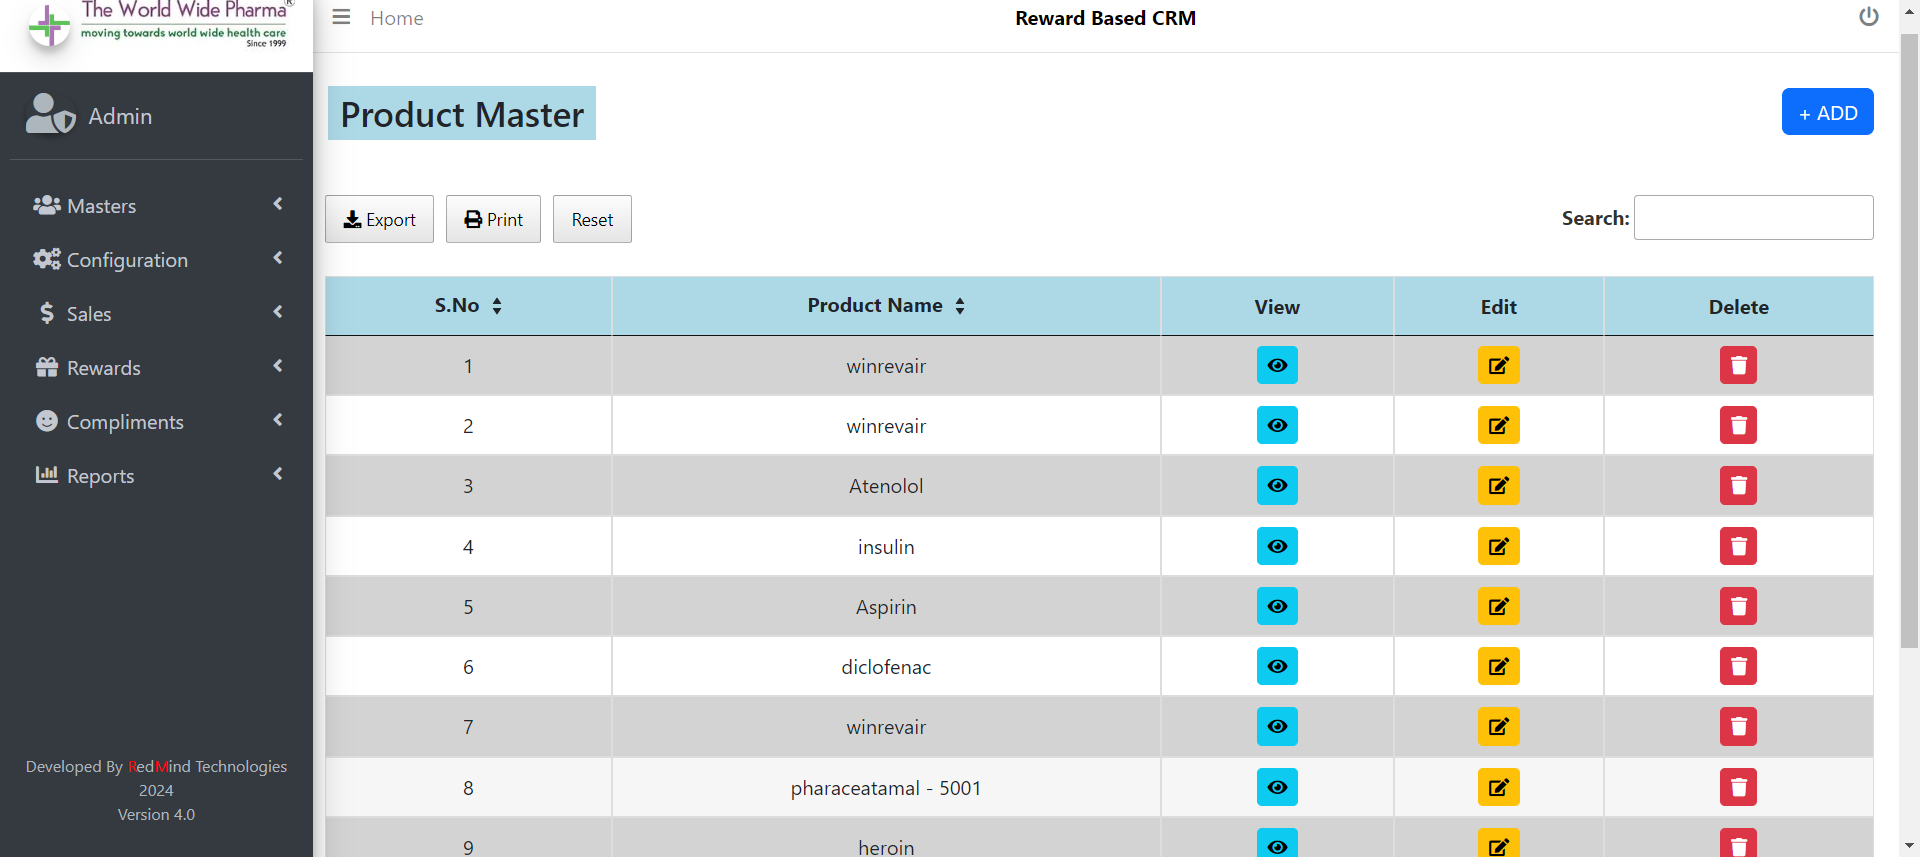 The World Wide Pharma®
moving towards world wide health care
Since 1999
Home
Reward Based CRM
Admin
Product Master
+ ADD
Masters
Configuration
Sales
Rewards
Compliments
Reports
Export
Print
Reset
Search:
S.No Product Name View Edit Delete
1 winrevair
2 winrevair
3 Atenolol
4 insulin
5 Aspirin
6 diclofenac
7 winrevair
8 pharaceatamal - 5001
9 heroin
Developed By RedMind Technologies
2024
Version 4.0